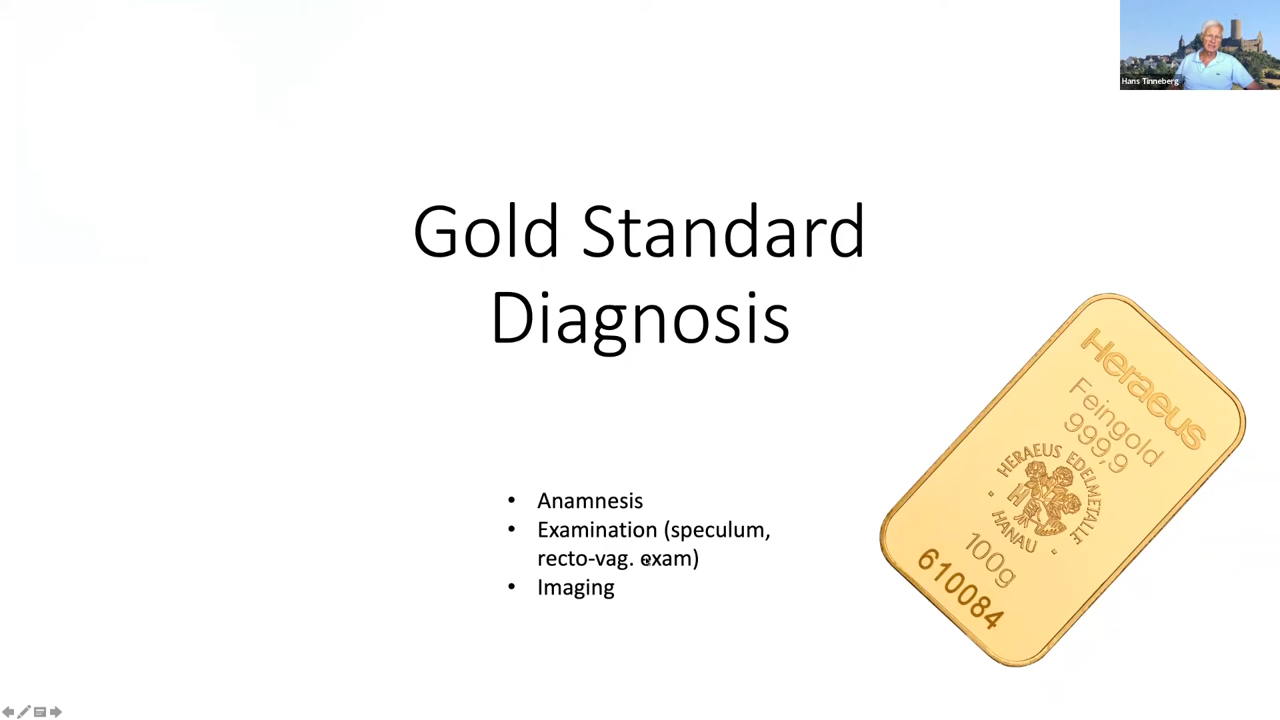 Hans Tinneberg
Gold Standard
Diagnosis
• Anamnesis
• Examination (speculum,
recto-vag. exam)
• Imaging
Heraeus
Feingold
999,9
HERAEUS EDELMETALLE
HANAU
100g
610084